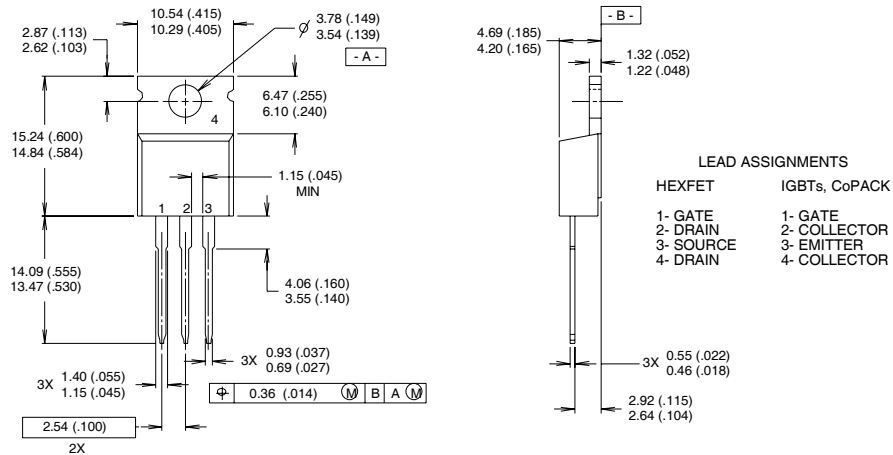 10.54 (.415)
10.29 (.405)
3.78 (.149)
3.54 (.139)
- A -
2.87 (.113)
2.62 (.103)
6.47 (.255)
6.10 (.240)
4
15.24 (.600)
14.84 (.584)
1.15 (.045)
MIN
1 2 3
14.09 (.555)
13.47 (.530)
4.06 (.160)
3.55 (.140)
3X 0.93 (.037)
0.69 (.027)
3X 1.40 (.055)
1.15 (.045)
⌖ 0.36 (.014) Ⓜ B A Ⓜ
2.54 (.100)
2X
- B -
4.69 (.185)
4.20 (.165)
1.32 (.052)
1.22 (.048)
LEAD ASSIGNMENTS
HEXFET
1- GATE
2- DRAIN
3- SOURCE
4- DRAIN
IGBTs, CoPACK
1- GATE
2- COLLECTOR
3- EMITTER
4- COLLECTOR
3X 0.55 (.022)
0.46 (.018)
2.92 (.115)
2.64 (.104)